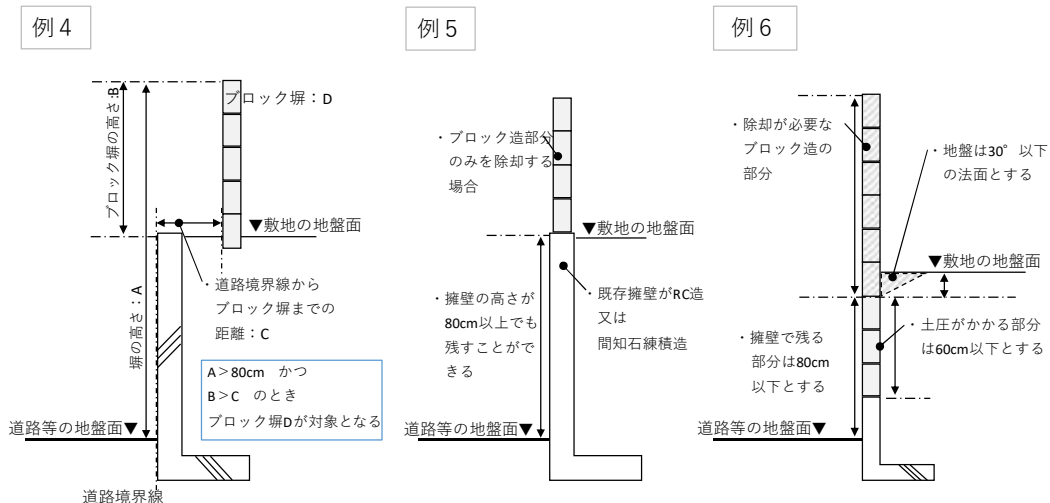 例4
ブロック塀の高さ:B
塀の高さ：A
ブロック塀：D
▼敷地の地盤面
・道路境界線から
ブロック塀までの
距離：C
A＞80cm　かつ
B＞C　のとき
ブロック塀Dが対象となる
道路等の地盤面▼
道路境界線
例5
・ブロック造部分
のみを除却する
場合
▼敷地の地盤面
・擁壁の高さが
80cm以上でも
残すことがで
きる
・既存擁壁がRC造
又は
間知石練積造
道路等の地盤面▼
例6
・除却が必要な
ブロック造の
部分
・地盤は30°以下
の法面とする
▼敷地の地盤面
・擁壁で残る
部分は80cm
以下とする
・土圧がかかる部分
は60cm以下とする
道路等の地盤面▼